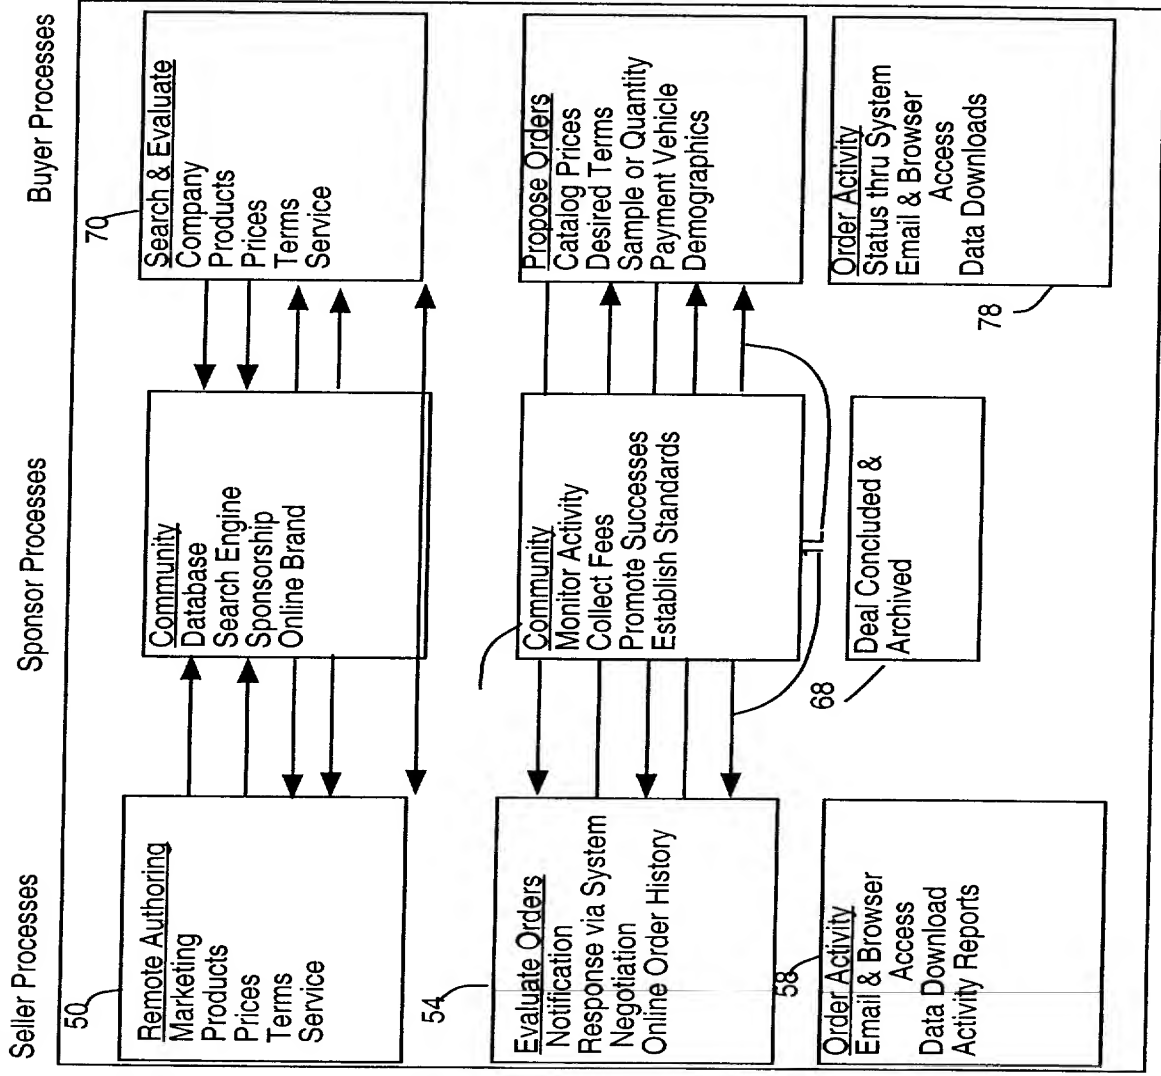 Seller Processes
Sponsor Processes
Buyer Processes
50
Remote Authoring
Marketing
Products
Prices
Terms
Service
Community
Database
Search Engine
Sponsorship
Online Brand
70
Search & Evaluate
Company
Products
Prices
Terms
Service
54
Evaluate Orders
Notification
Response via System
Negotiation
Online Order History
Community
Monitor Activity
Collect Fees
Promote Successes
Establish Standards
Propose Orders
Catalog Prices
Desired Terms
Sample or Quantity
Payment Vehicle
Demographics
58
Order Activity
Email & Browser
Access
Data Download
Activity Reports
68
Deal Concluded &
Archived
78
Order Activity
Status thru System
Email & Browser
Access
Data Downloads